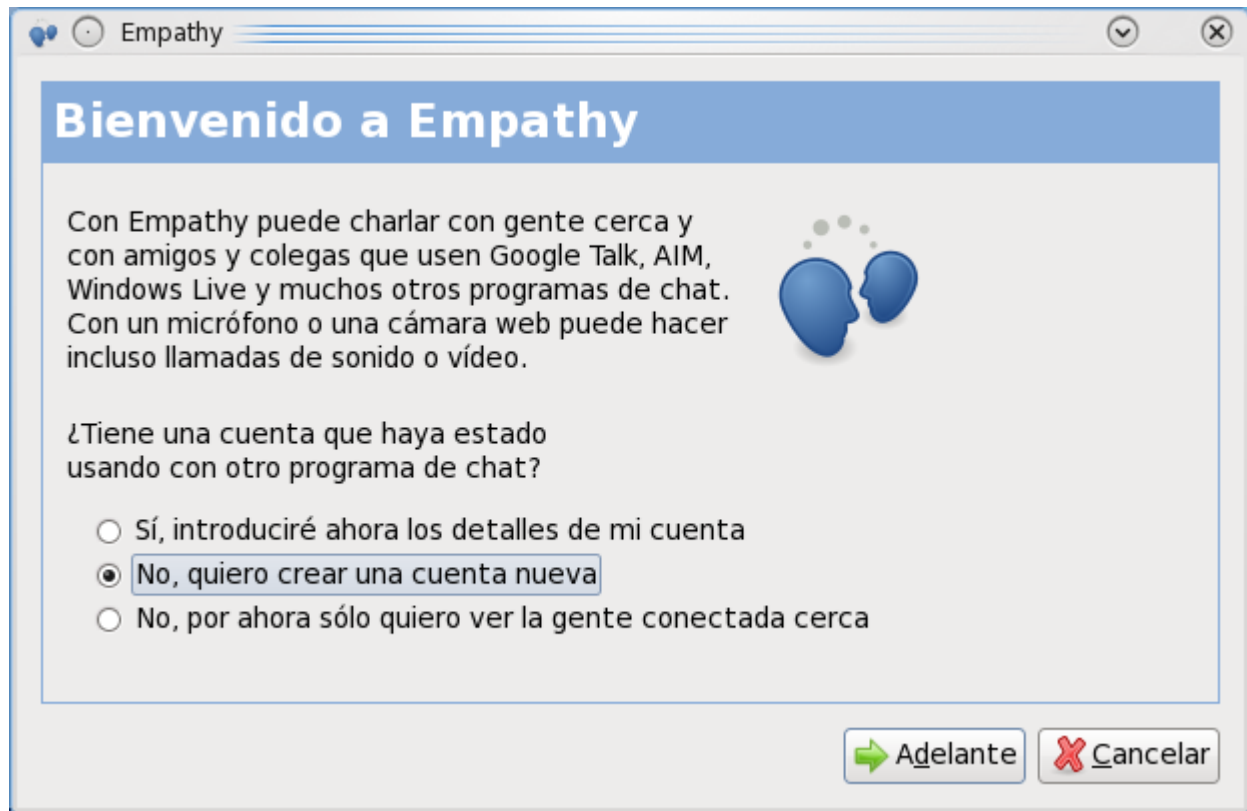 Empathy
Bienvenido a Empathy
Con Empathy puede charlar con gente cerca y
con amigos y colegas que usen Google Talk, AIM,
Windows Live y muchos otros programas de chat.
Con un micrófono o una cámara web puede hacer
incluso llamadas de sonido o vídeo.
¿Tiene una cuenta que haya estado
usando con otro programa de chat?
Sí, introduciré ahora los detalles de mi cuenta
No, quiero crear una cuenta nueva
No, por ahora sólo quiero ver la gente conectada cerca
Adelante Cancelar